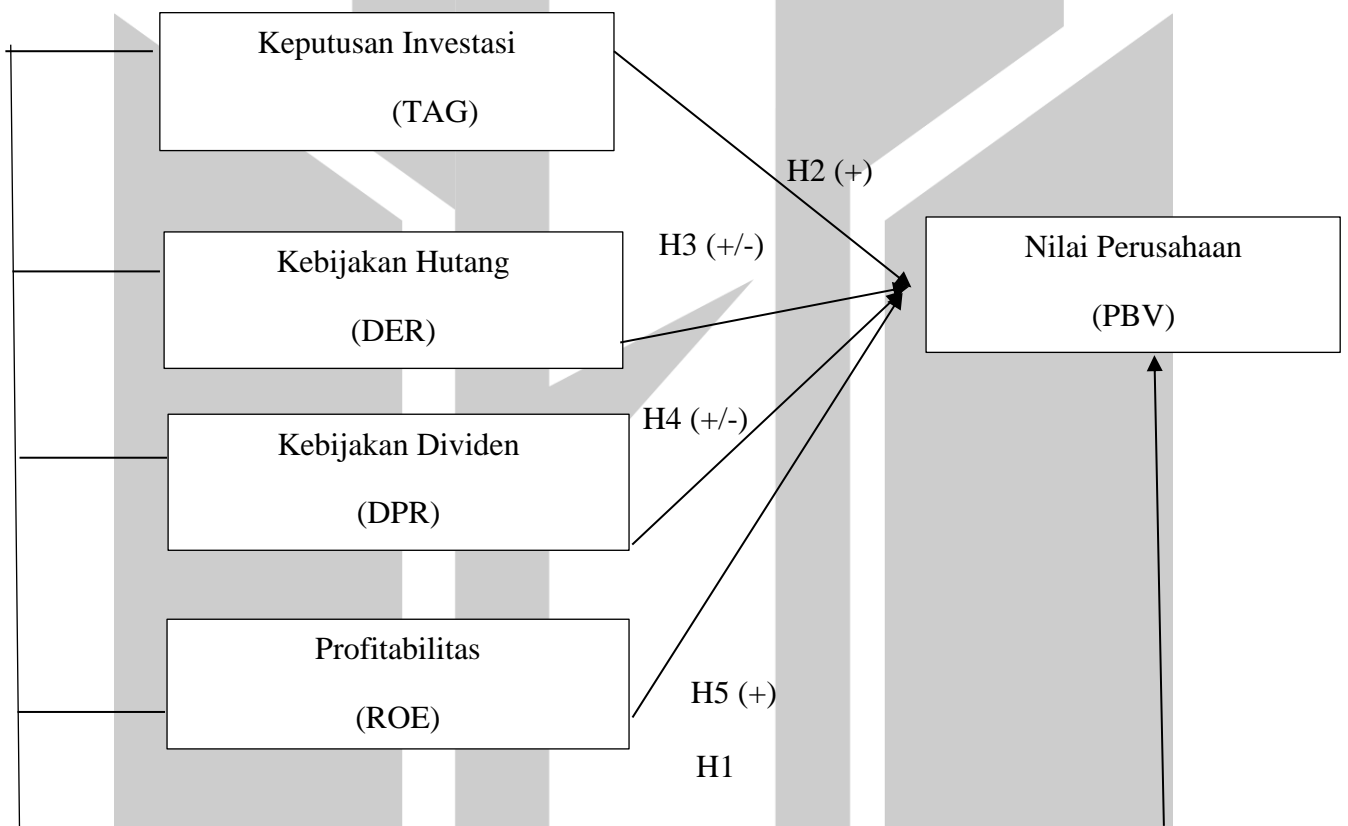 Keputusan Investasi
(TAG)
H2 (+)
Kebijakan Hutang
(DER)
H3 (+/-)
Nilai Perusahaan
(PBV)
Kebijakan Dividen
(DPR)
H4 (+/-)
Profitabilitas
(ROE)
H5 (+)
H1